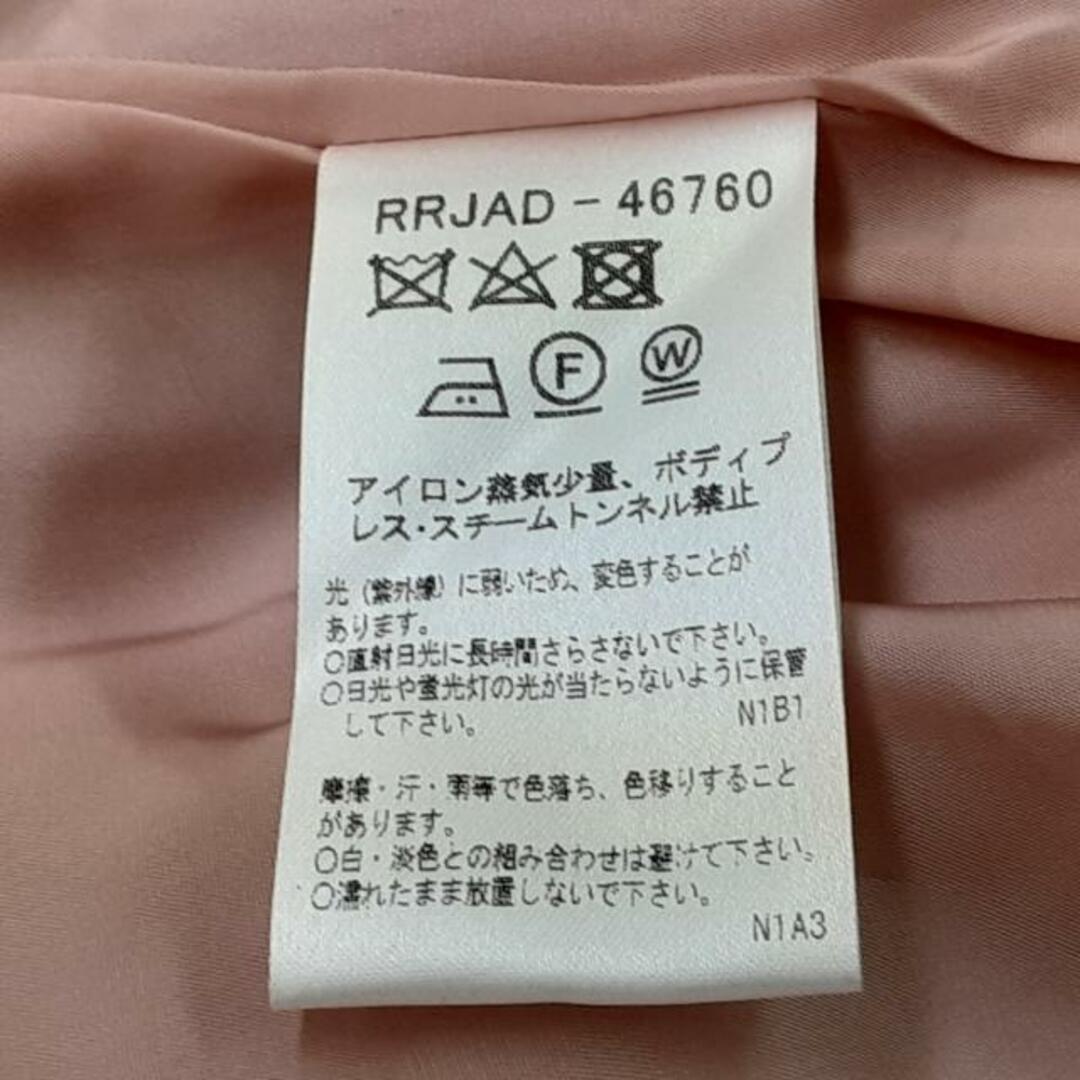 RRJAD-46760
F W
アイロン蒸気少量、ボディプ
レス・スチームトンネル禁止
光(紫外線)に弱いため、変色することが
あります。
○直射日光に長時間さらさないで下さい。
○日光や蛍光灯の光が当たらないように保管
して下さい。
N1B1
摩擦・汗・雨等で色落ち、色移りすること
があります。
○白・淡色との組み合わせは避けて下さい。
○濡れたまま放置しないで下さい。
N1A3